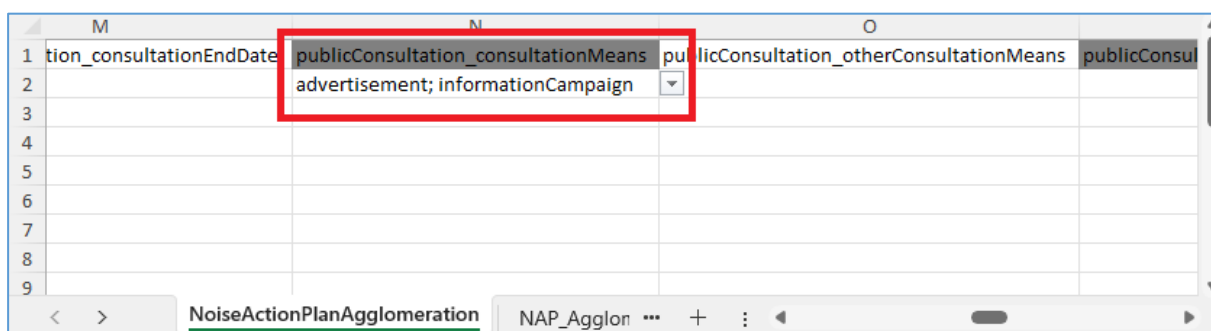 M N O
1 tion_consultationEndDate publicConsultation_consultationMeans publicConsultation_otherConsultationMeans publicConsul
2 advertisement; informationCampaign
3
4
5
6
7
8
9
NoiseActionPlanAgglomeration NAP_Agglon ... +